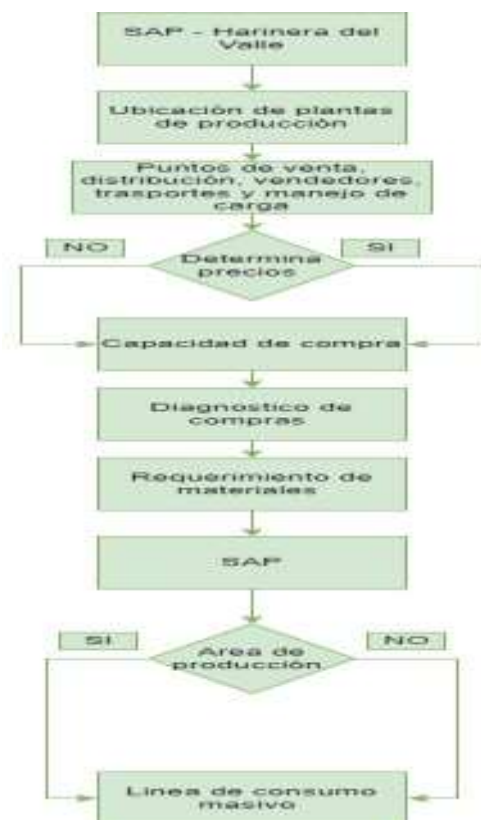 SAP - Harinera del
Valle
Ubicación de plantas
de producción
Puntos de venta,
distribución, vendedores,
trasportes y manejo de
carga
NO
SI
Determina
precios
Capacidad de compra
Diagnostico de
compras
Requerimiento de
materiales
SAP
SI
NO
Area de
producción
Linea de consumo
masivo